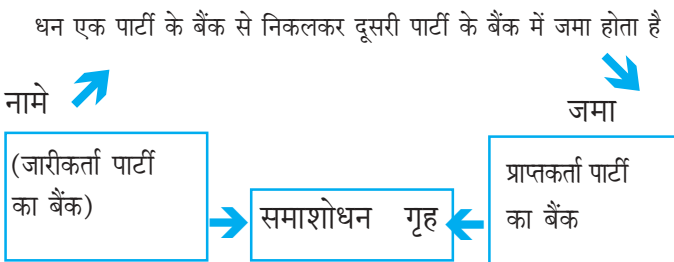 धन एक पार्टी के बैंक से निकलकर दूसरी पार्टी के बैंक में जमा होता है
नामे
जमा
(जारीकर्ता पार्टी
का बैंक)
समाशोधन गृह
प्राप्तकर्ता पार्टी
का बैंक